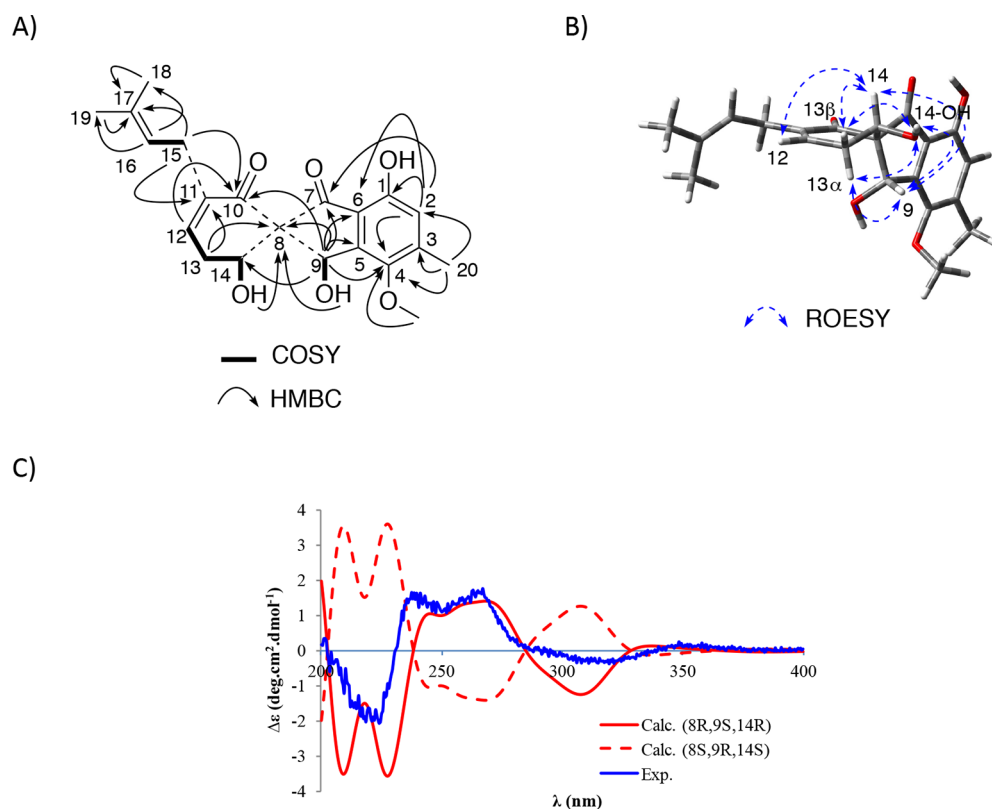 A)
18
17
19
16
15
O
O
OH
11
10
7
1
2
6
12
8
3
13
14
9
5
4
20
OH
OH
O
COSY
HMBC
B)
14
13β
14-OH
12
13α
9
ROESY
C)
4
3
2
1
0
-1
-2
-3
-4
200
250
300
350
400
Δε (deg.cm².dmol⁻¹)
λ (nm)
Calc. (8R,9S,14R)
Calc. (8S,9R,14S)
Exp.